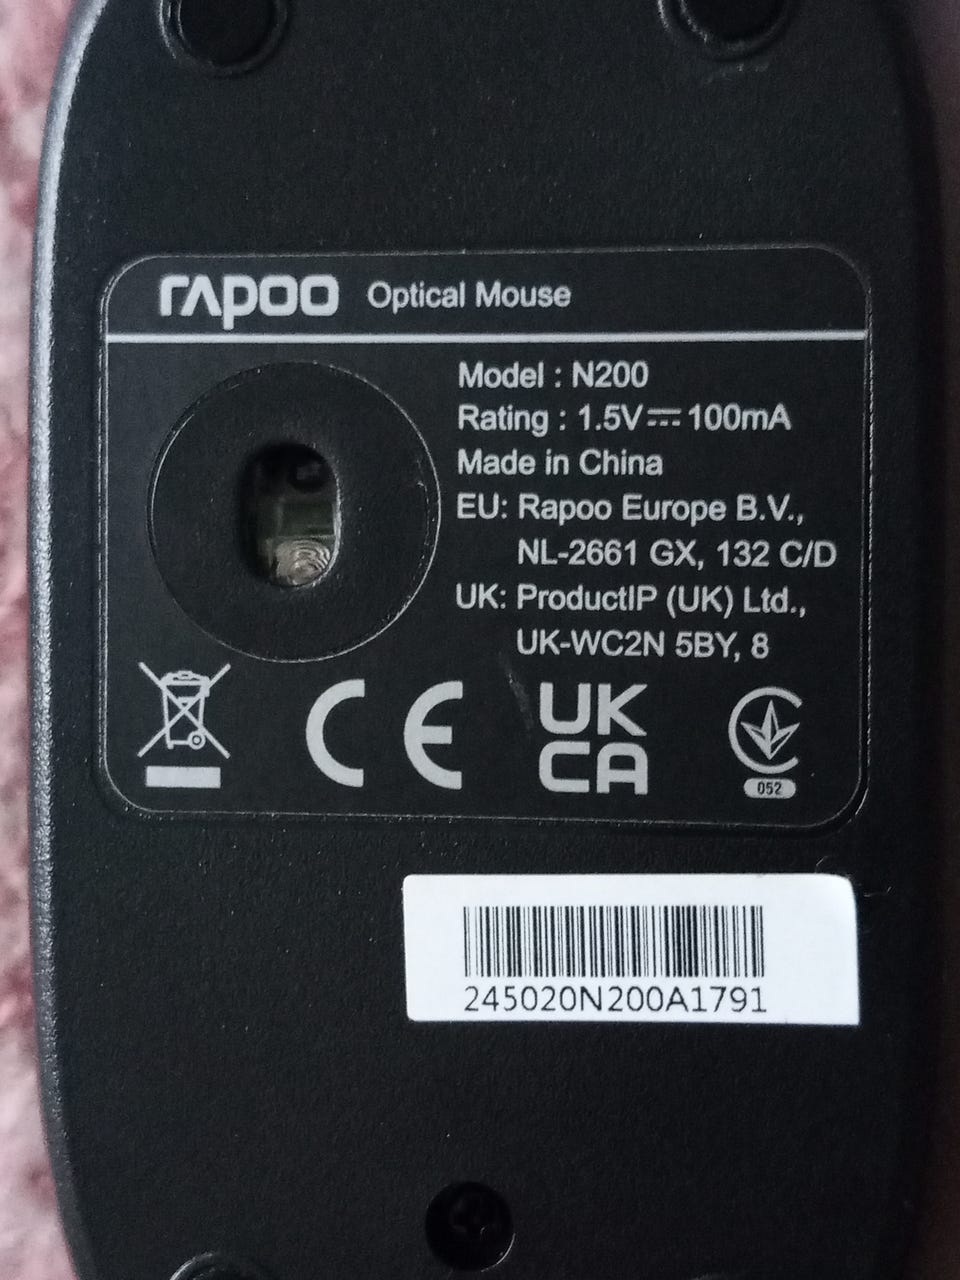 rapoo Optical Mouse
Model : N200
Rating : 1.5V⎓100mA
Made in China
EU: Rapoo Europe B.V.,
NL-2661 GX, 132 C/D
UK: ProductIP (UK) Ltd.,
UK-WC2N 5BY, 8
CE
UK
CA
052
245020N200A1791